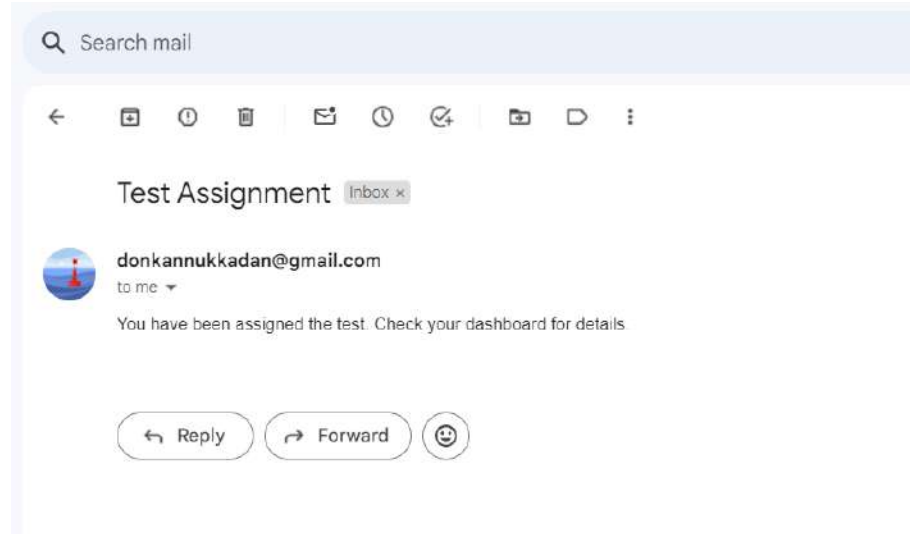 Search mail
Test Assignment Inbox ×
donkannukkadan@gmail.com
to me
You have been assigned the test. Check your dashboard for details.
Reply Forward